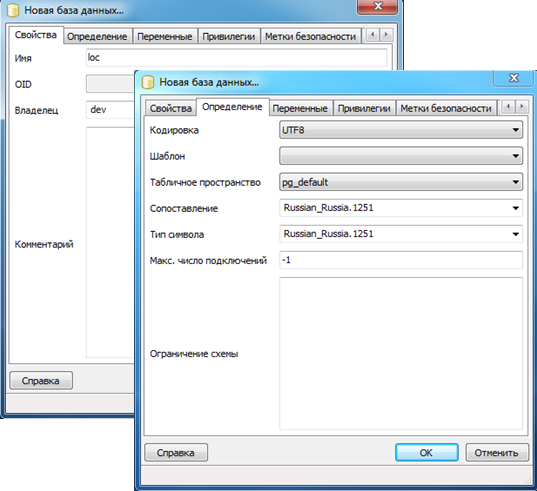 Новая база данных...
Свойства Определение Переменные Привилегии Метки безопасности
Имя loc
OID
Владелец dev
Комментарий
Справка
Новая база данных...
Свойства Определение Переменные Привилегии Метки безопасности
Кодировка UTF8
Шаблон
Табличное пространство pg_default
Сопоставление Russian_Russia.1251
Тип символа Russian_Russia.1251
Макс. число подключений -1
Ограничение схемы
Справка OK Отменить